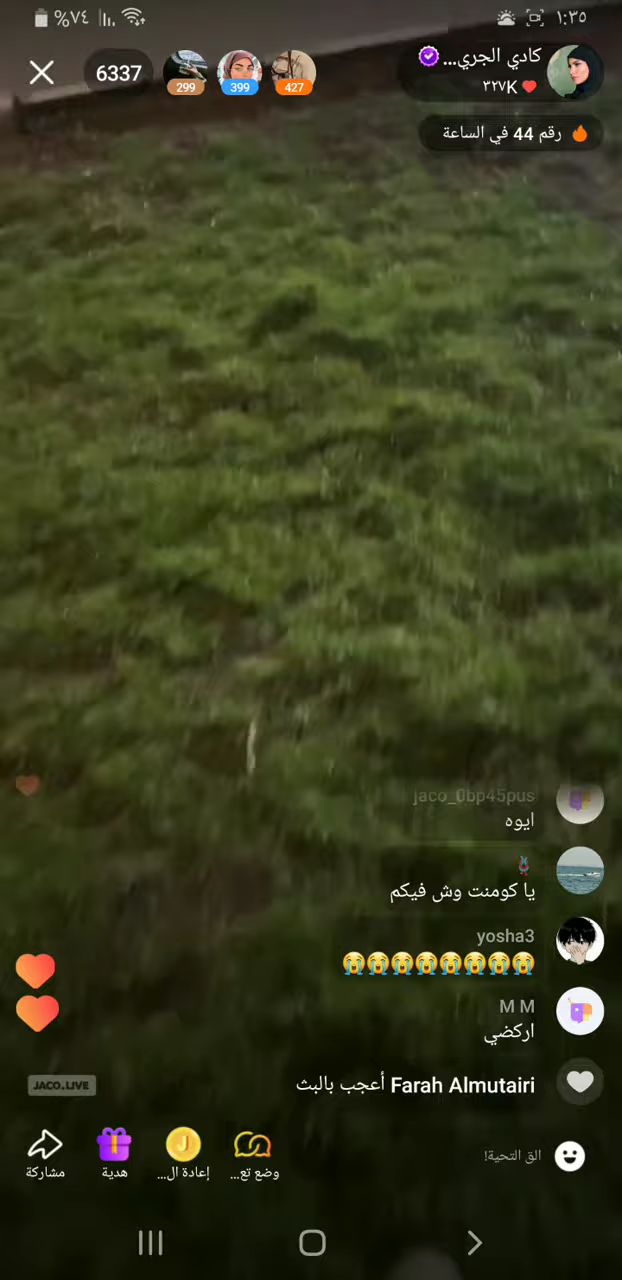 ١:٣٥
%٧٤
كادي الجري...
٣٢٧K
6337
299
399
427
رقم 44 في الساعة
jaco_0bp45pus
ايوه
يا كومنت وش فيكم
yosha3
😭😭😭😭😭😭😭😭
M M
اركضي
Farah Almutairi أعجب بالبث
JACO.LIVE
الق التحية!
وضع تع...
إعادة ال...
هدية
مشاركة